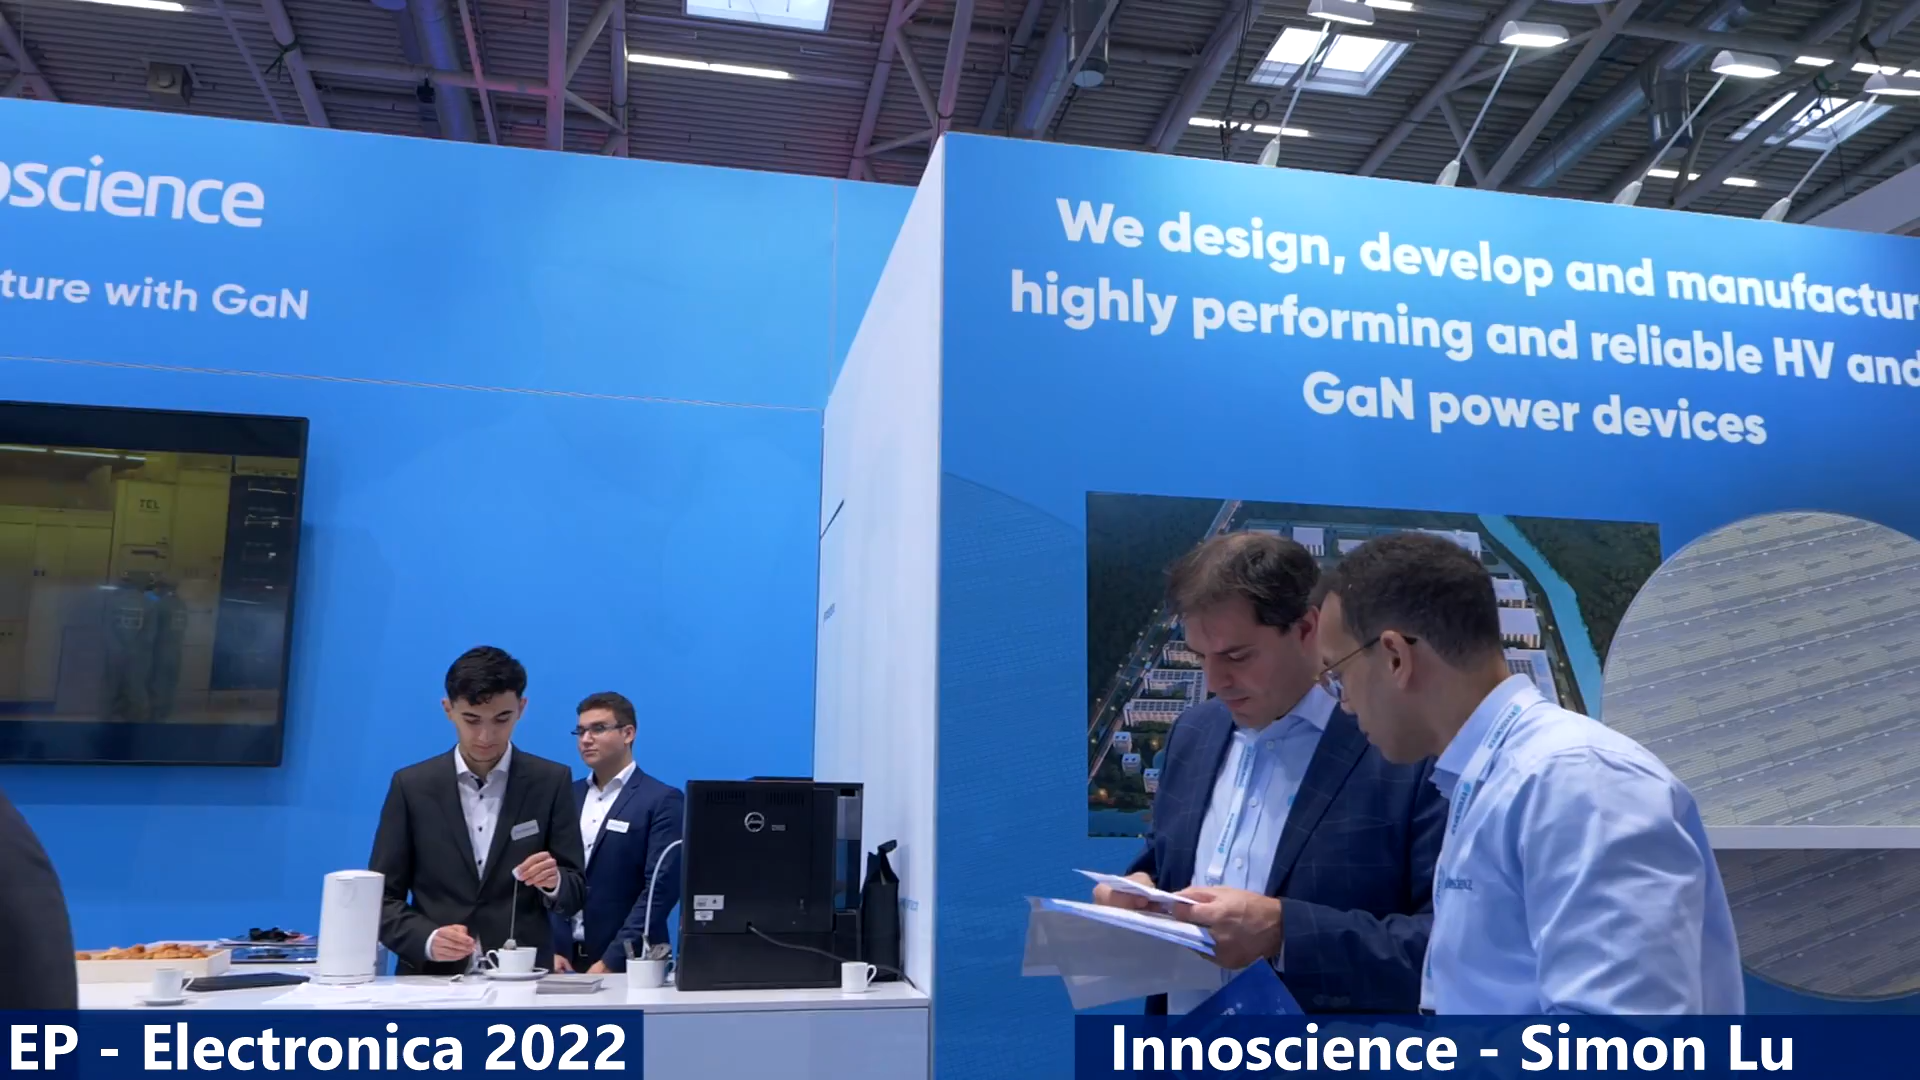 oscience
ture with GaN
We design, develop and manufactur
highly performing and reliable HV and
GaN power devices
TCL
EP - Electronica 2022
Innoscience - Simon Lu